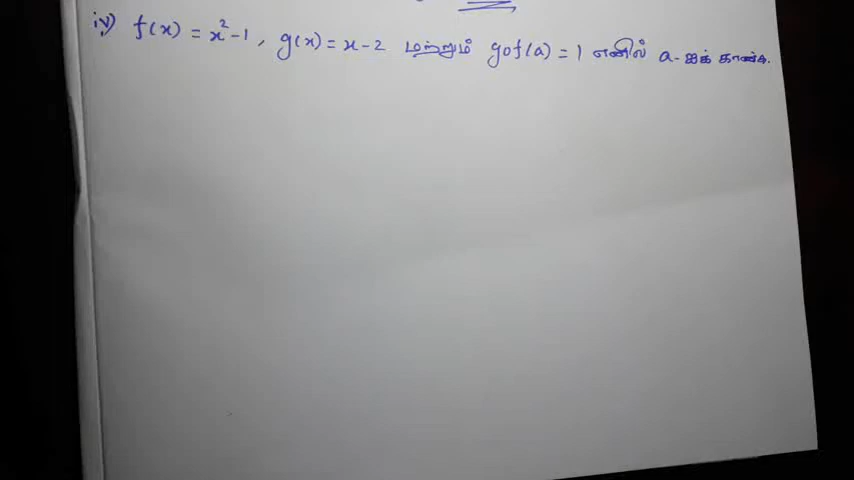 iv) f(x) = x²-1, g(x) = x-2 மற்றும் gof(a) = 1 எனில் a-ஐக் காண்க.